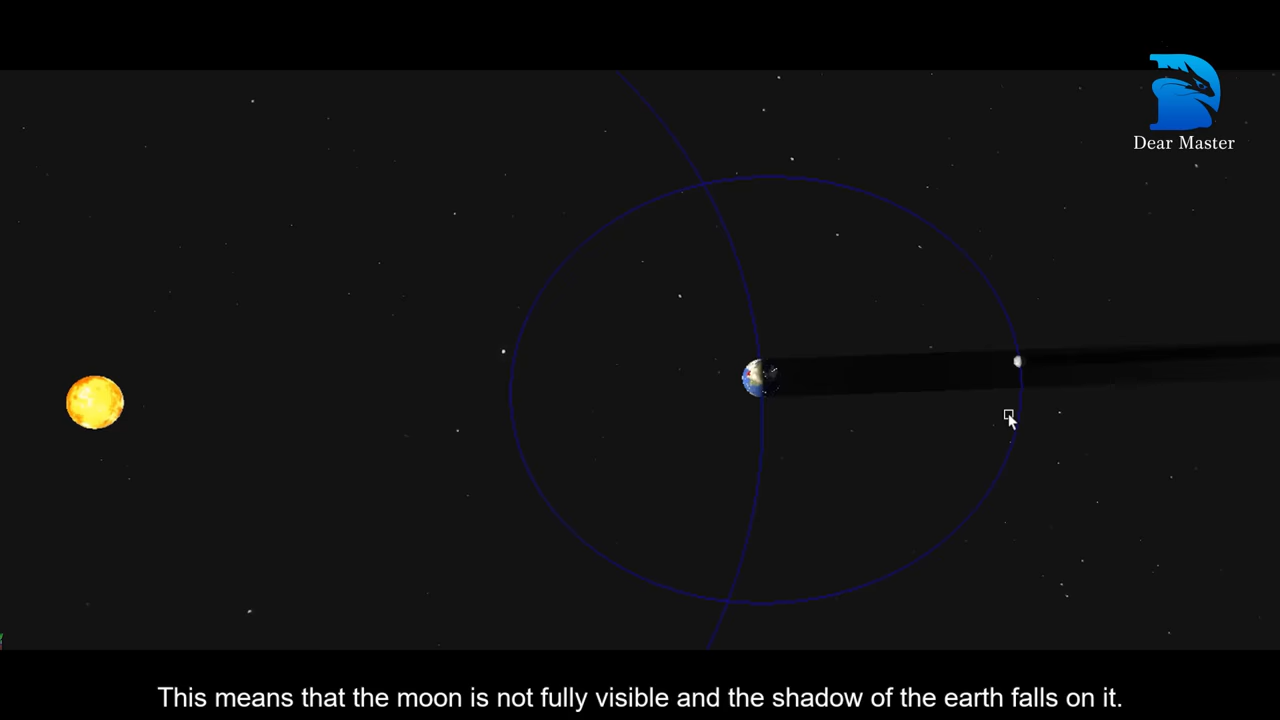 Dear Master
This means that the moon is not fully visible and the shadow of the earth falls on it.